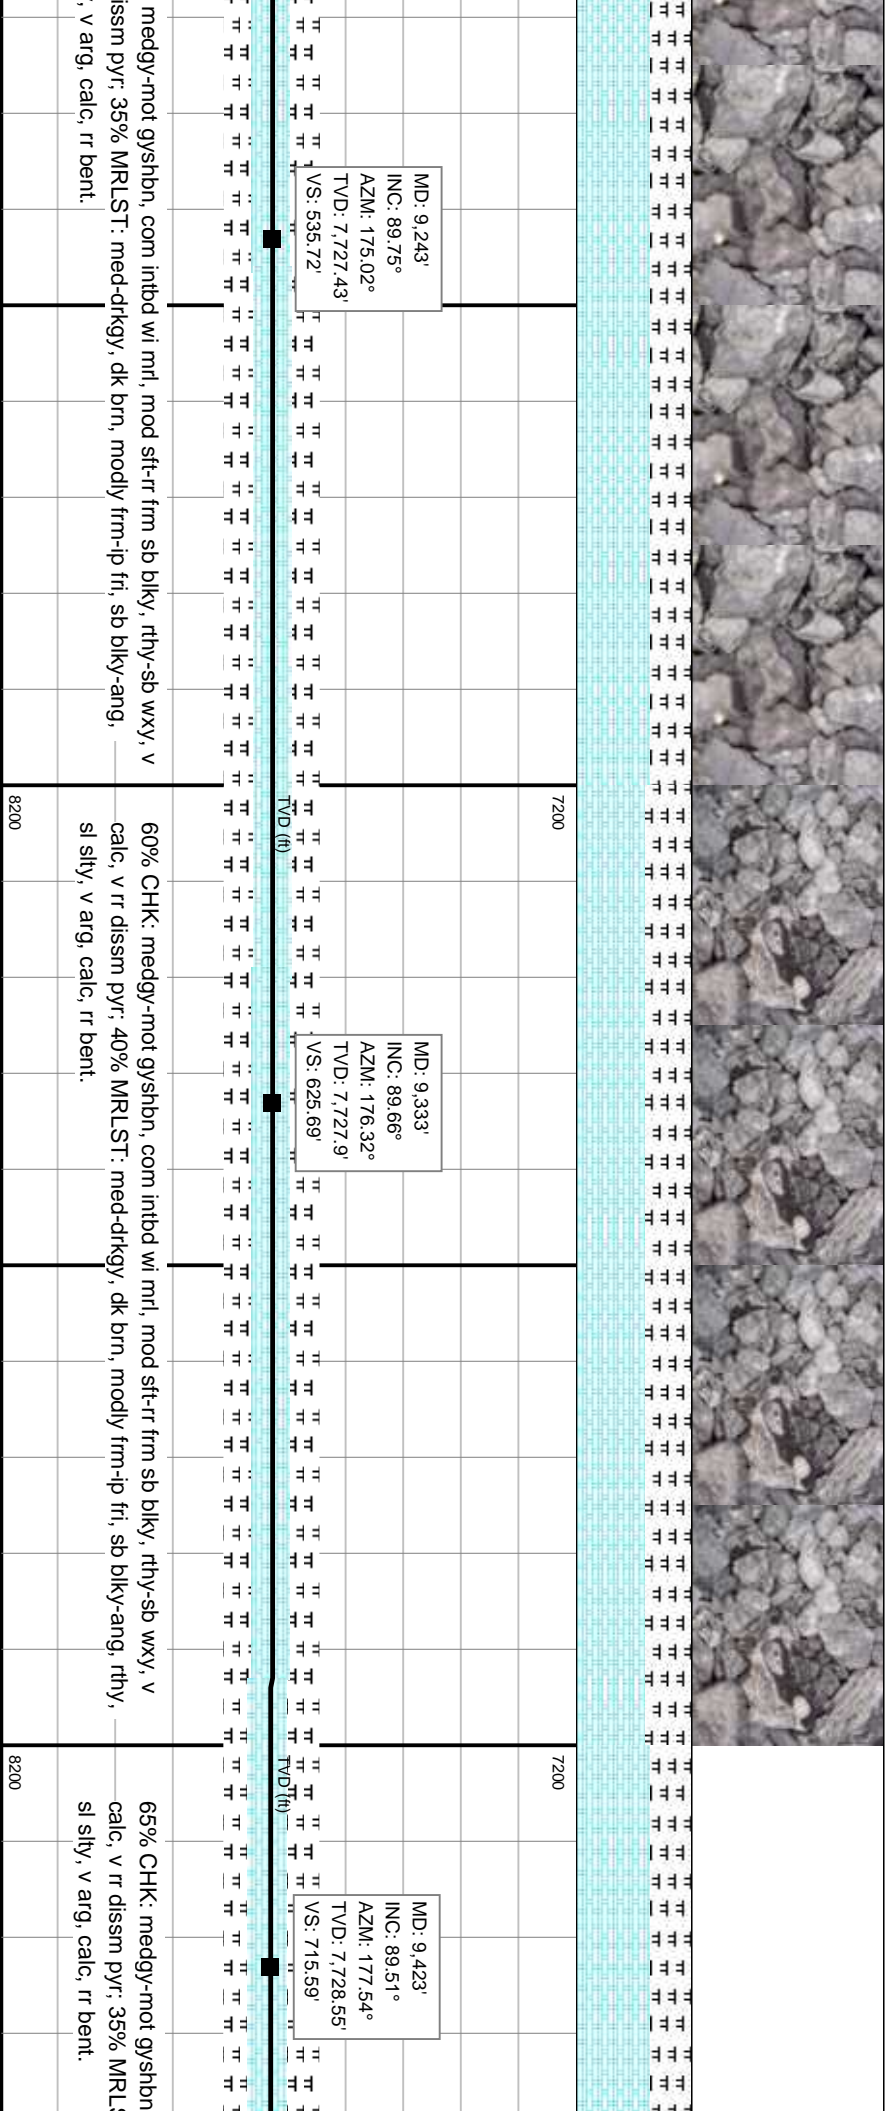 medgy-mot gyshbn, com intbd wi mrl, mod sft-rr frm sb blky, rthy-sb wxy, v
dissm pyr; 35% MRLST: med-drkgy, dk brn, modly frm-ip fri, sb blky-ang,
, v arg, calc, rr bent.
MD: 9,243'
INC: 89.75°
AZM: 175.02°
TVD: 7,727.43'
VS: 535.72'
7200
TVD (ft)
8200
60% CHK: medgy-mot gyshbn, com intbd wi mrl, mod sft-rr frm sb blky, rthy-sb wxy, v
calc, v rr dissm pyr; 40% MRLST: med-drkgy, dk brn, modly frm-ip fri, sb blky-ang, rthy,
sl slty, v arg, calc, rr bent.
MD: 9,333'
INC: 89.66°
AZM: 176.32°
TVD: 7,727.9'
VS: 625.69'
7200
TVD (ft)
8200
65% CHK: medgy-mot gyshbn
calc, v rr dissm pyr; 35% MRLS
sl slty, v arg, calc, rr bent.
MD: 9,423'
INC: 89.51°
AZM: 177.54°
TVD: 7,728.55'
VS: 715.59'